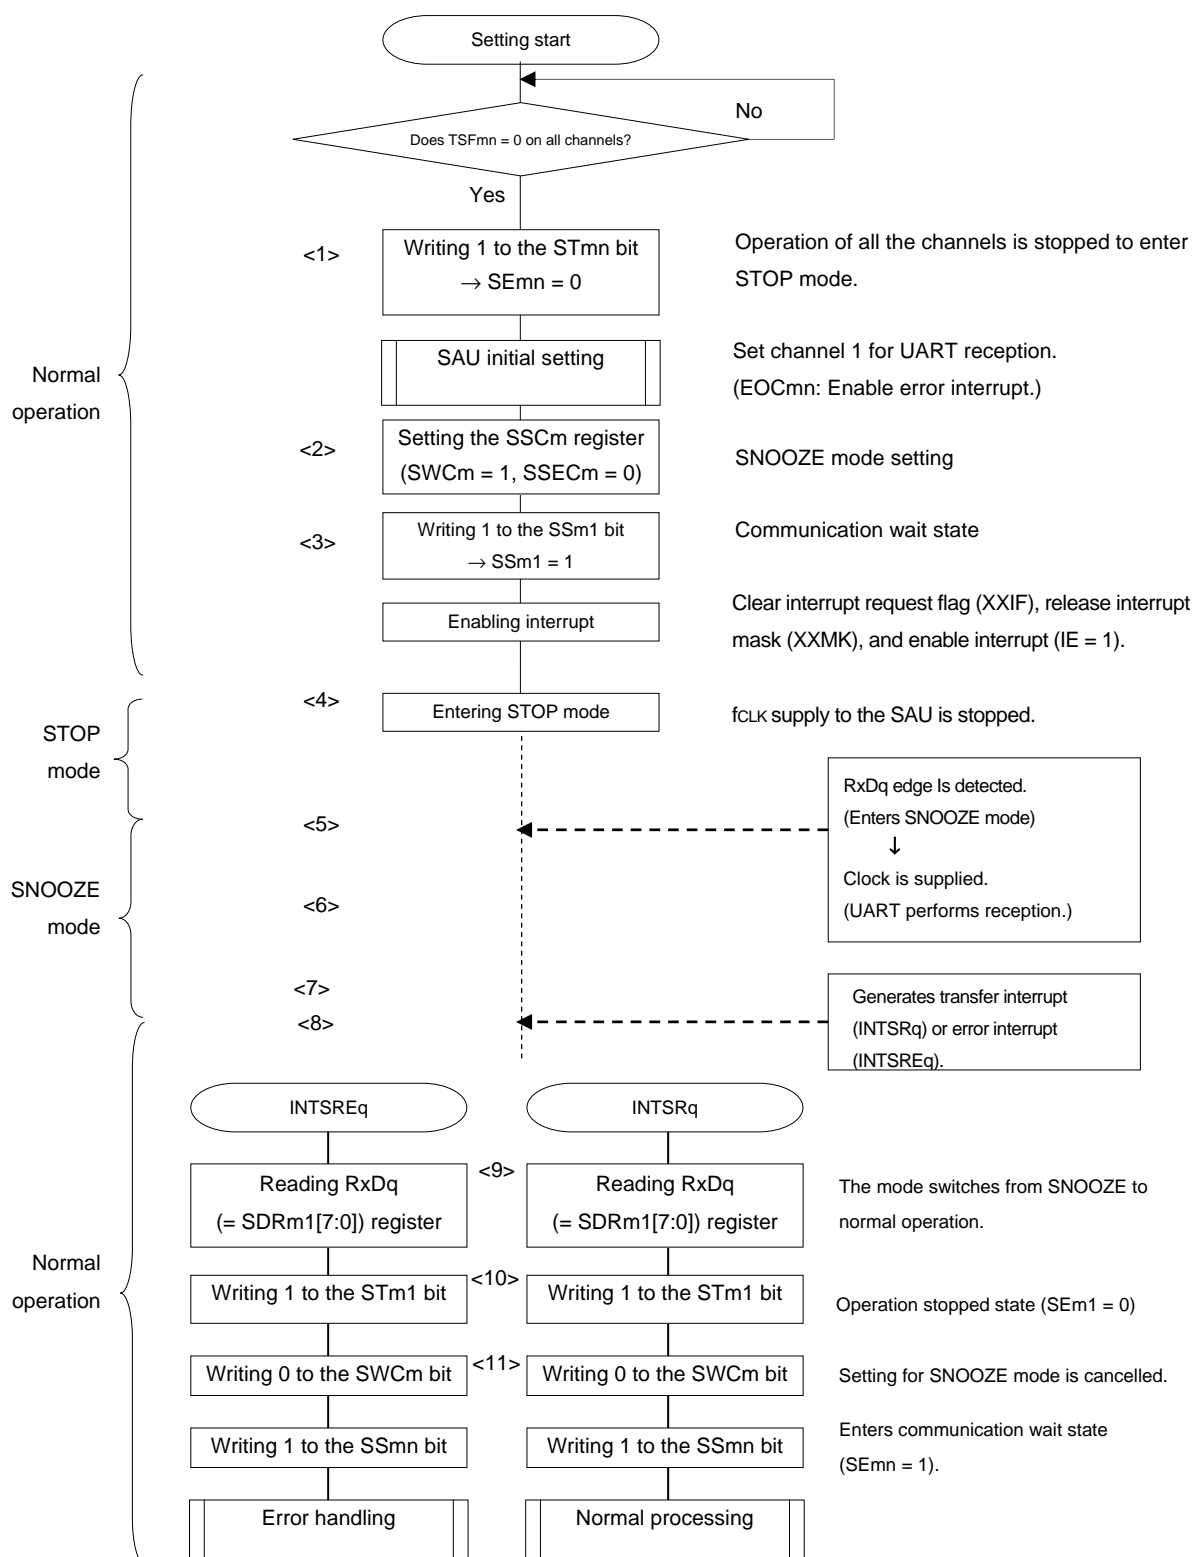 Setting start
No
Does TSFmn = 0 on all channels?
Yes
<1>
Writing 1 to the STmn bit
→ SEmn = 0
Operation of all the channels is stopped to enter
STOP mode.
SAU initial setting
Set channel 1 for UART reception.
(EOCmn: Enable error interrupt.)
Normal
operation
<2>
Setting the SSCm register
(SWCm = 1, SSECm = 0)
SNOOZE mode setting
<3>
Writing 1 to the SSm1 bit
→ SSm1 = 1
Communication wait state
Enabling interrupt
Clear interrupt request flag (XXIF), release interrupt
mask (XXMK), and enable interrupt (IE = 1).
<4>
Entering STOP mode
fCLK supply to the SAU is stopped.
STOP
mode
RxDq edge Is detected.
(Enters SNOOZE mode)
↓
Clock is supplied.
(UART performs reception.)
<5>
SNOOZE
mode
<6>
<7>
<8>
Generates transfer interrupt
(INTSRq) or error interrupt
(INTSREq).
INTSREq
INTSRq
Reading RxDq
(= SDRm1[7:0]) register
<9>
Reading RxDq
(= SDRm1[7:0]) register
The mode switches from SNOOZE to
normal operation.
Normal
operation
Writing 1 to the STm1 bit
<10>
Writing 1 to the STm1 bit
Operation stopped state (SEm1 = 0)
Writing 0 to the SWCm bit
<11>
Writing 0 to the SWCm bit
Setting for SNOOZE mode is cancelled.
Writing 1 to the SSmn bit
Writing 1 to the SSmn bit
Enters communication wait state
(SEmn = 1).
Error handling
Normal processing